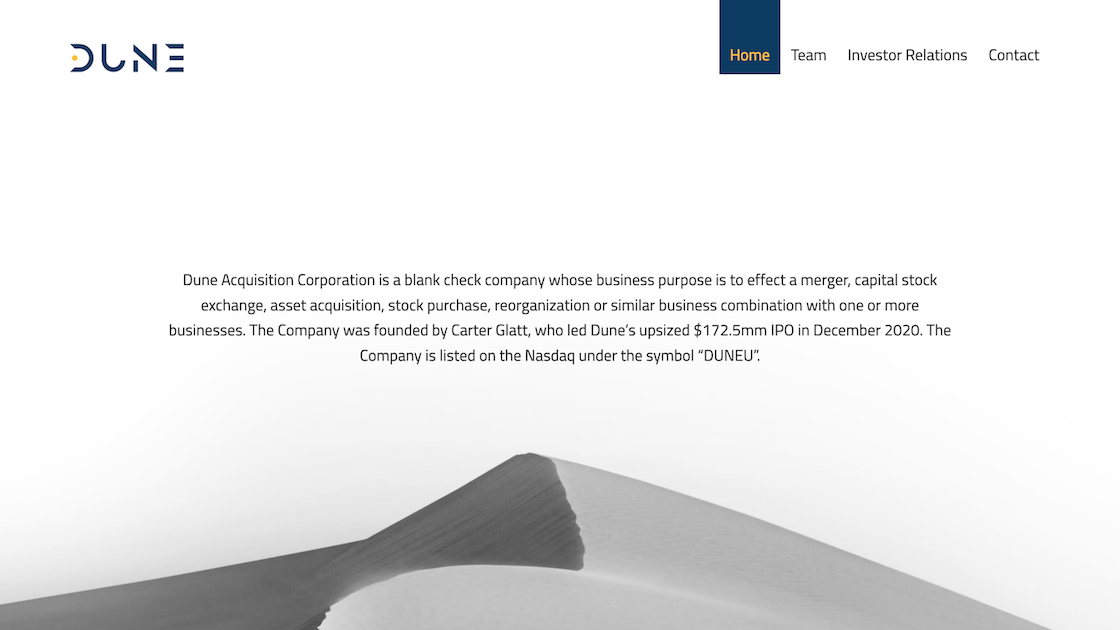 DUNE
Home Team Investor Relations Contact
Dune Acquisition Corporation is a blank check company whose business purpose is to effect a merger, capital stock
exchange, asset acquisition, stock purchase, reorganization or similar business combination with one or more
businesses. The Company was founded by Carter Glatt, who led Dune’s upsized $172.5mm IPO in December 2020. The
Company is listed on the Nasdaq under the symbol “DUNEU”.